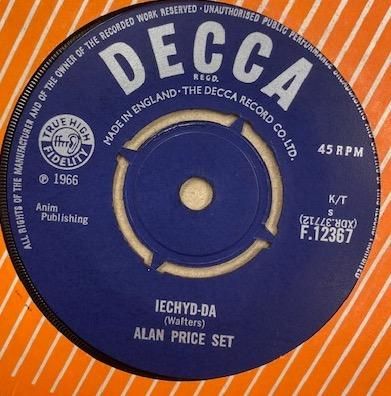 ALL RIGHTS OF THE MANUFACTURER AND OF THE OWNER OF THE RECORDED WORK RESERVED · UNAUTHORISED PUBLIC PERFORMANCE
DECCA
REGD.
MADE IN ENGLAND · THE DECCA RECORD CO. LTD.
TRUE HIGH
ffrr
FIDELITY
45 RPM
℗ 1966
Anim
Publishing
K/T
s
(XDR.37712)
F.12367
IECHYD-DA
(Walters)
ALAN PRICE SET